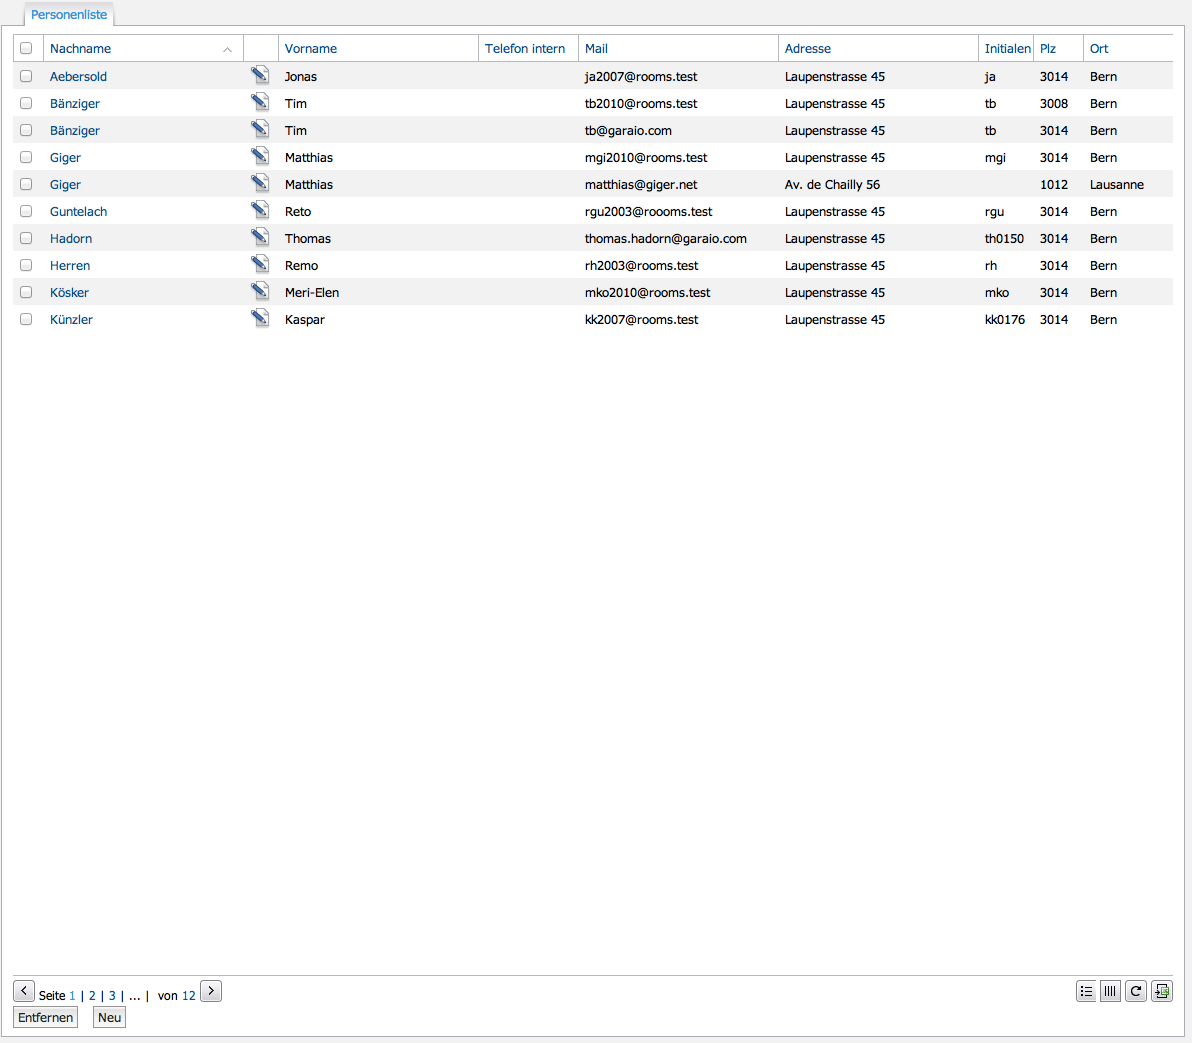 Personenliste
Nachname Vorname Telefon intern Mail Adresse Initialen Plz Ort
Aebersold Jonas ja2007@rooms.test Laupenstrasse 45 ja 3014 Bern
Bänziger Tim tb2010@rooms.test Laupenstrasse 45 tb 3008 Bern
Bänziger Tim tb@garaio.com Laupenstrasse 45 tb 3014 Bern
Giger Matthias mgi2010@rooms.test Laupenstrasse 45 mgi 3014 Bern
Giger Matthias matthias@giger.net Av. de Chailly 56 1012 Lausanne
Guntelach Reto rgu2003@roooms.test Laupenstrasse 45 rgu 3014 Bern
Hadorn Thomas thomas.hadorn@garaio.com Laupenstrasse 45 th0150 3014 Bern
Herren Remo rh2003@rooms.test Laupenstrasse 45 rh 3014 Bern
Kösker Meri-Elen mko2010@rooms.test Laupenstrasse 45 mko 3014 Bern
Künzler Kaspar kk2007@rooms.test Laupenstrasse 45 kk0176 3014 Bern
Seite 1 | 2 | 3 | ... | von 12
Entfernen Neu